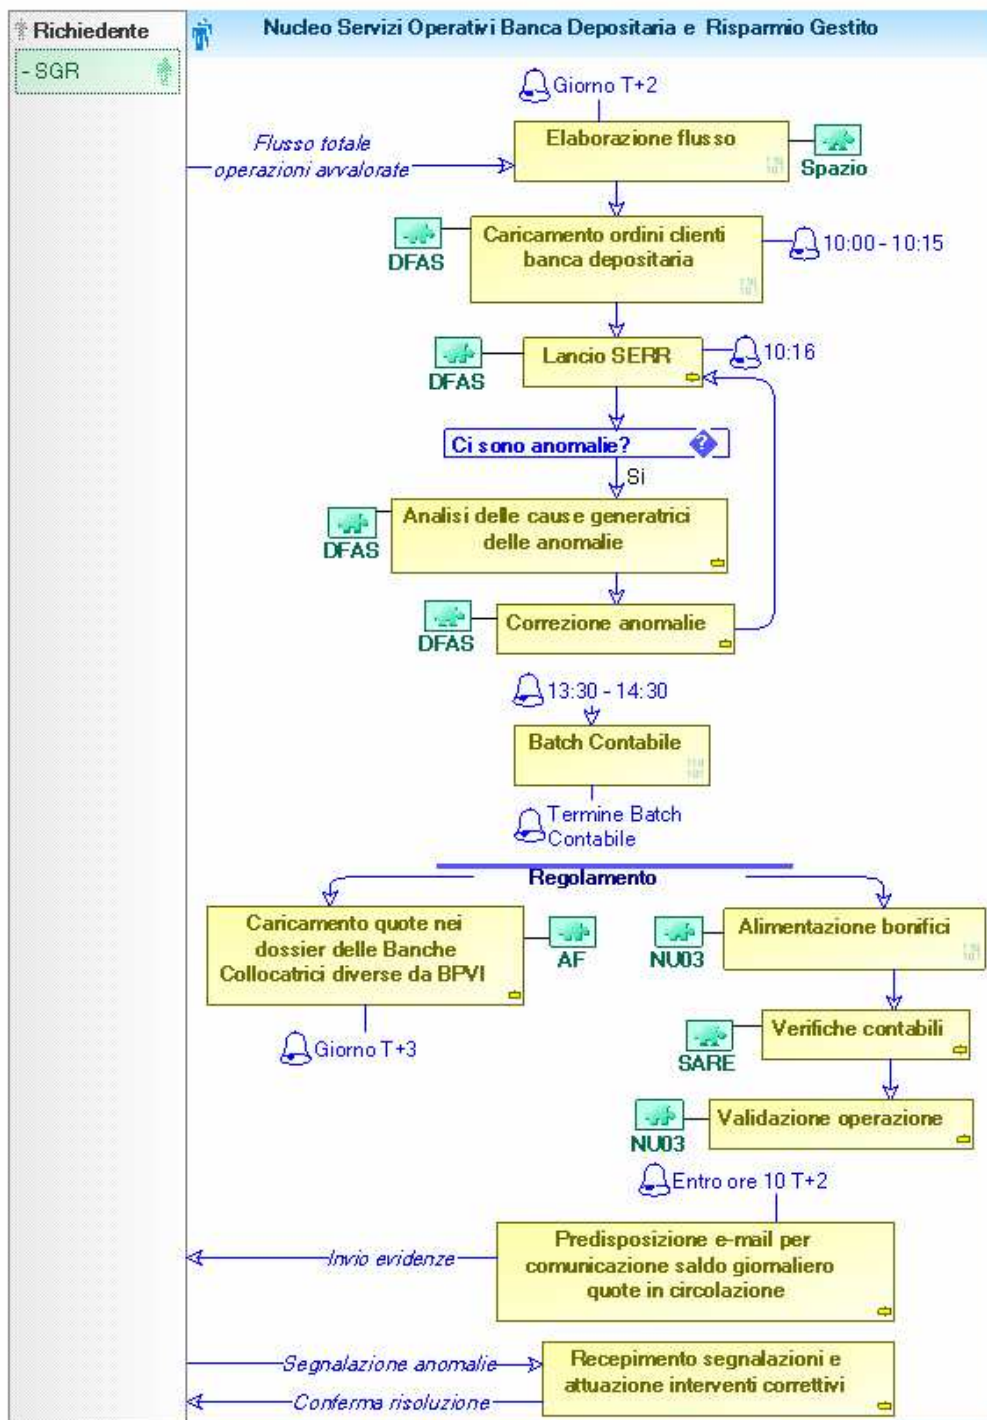 Richiedente
Nucleo Servizi Operativi Banca Depositaria e Risparmio Gestito
- SGR
Giorno T+2
Elaborazione flusso
Flusso totale
operazioni avvalorate
Spazio
Caricamento ordini clienti
banca depositaria
DFAS
10:00 - 10:15
Lancio SERR
10:16
DFAS
Ci sono anomalie?
?
Si
Analisi delle cause generatrici
delle anomalie
DFAS
Correzione anomalie
DFAS
13:30 - 14:30
Batch Contabile
Termine Batch
Contabile
Regolamento
Caricamento quote nei
dossier delle Banche
Collocatrici diverse da BPVI
AF
Giorno T+3
Alimentazione bonifici
NU03
Verifiche contabili
SARE
Validazione operazione
NU03
Entro ore 10 T+2
Predisposizione e-mail per
comunicazione saldo giornaliero
quote in circolazione
Invio evidenze
Segnalazione anomalie
Recepimento segnalazioni e
attuazione interventi correttivi
Conferma risoluzione